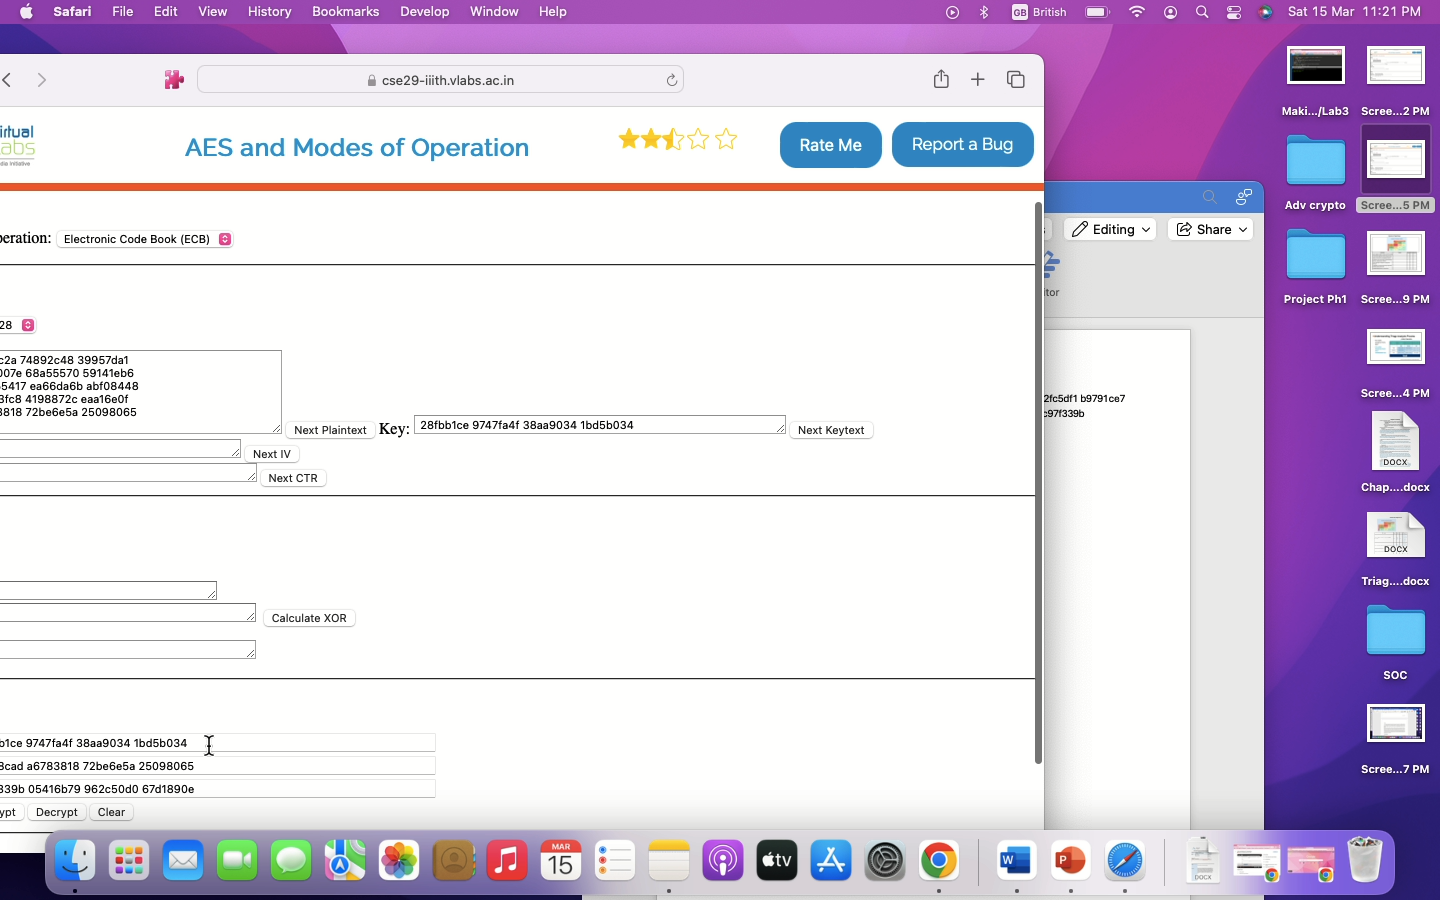 Safari File Edit View History Bookmarks Develop Window Help
GB British Sat 15 Mar 11:21 PM
cse29-iiith.vlabs.ac.in
AES and Modes of Operation
Rate Me
Report a Bug
peration: Electronic Code Book (ECB)
28
c2a 74892c48 39957da1
007e 68a55570 59141eb6
5417 ea66da6b abf08448
3fc8 4198872c eaa16e0f
3818 72be6e5a 25098065
Next Plaintext
Key: 28fbb1ce 9747fa4f 38aa9034 1bd5b034
Next Keytext
Next IV
Next CTR
Calculate XOR
b1ce 9747fa4f 38aa9034 1bd5b034
8cad a6783818 72be6e5a 25098065
339b 05416b79 962c50d0 67d1890e
ypt Decrypt Clear
Editing
Share
tor
2fc5df1 b9791ce7
c97f339b
Maki.../Lab3
Scree...2 PM
Adv crypto
Scree...5 PM
Project Ph1
Scree...9 PM
Scree...4 PM
DOCX
Chap....docx
DOCX
Triag....docx
SOC
Scree...7 PM
MAR
15
tv
W
P
DOCX